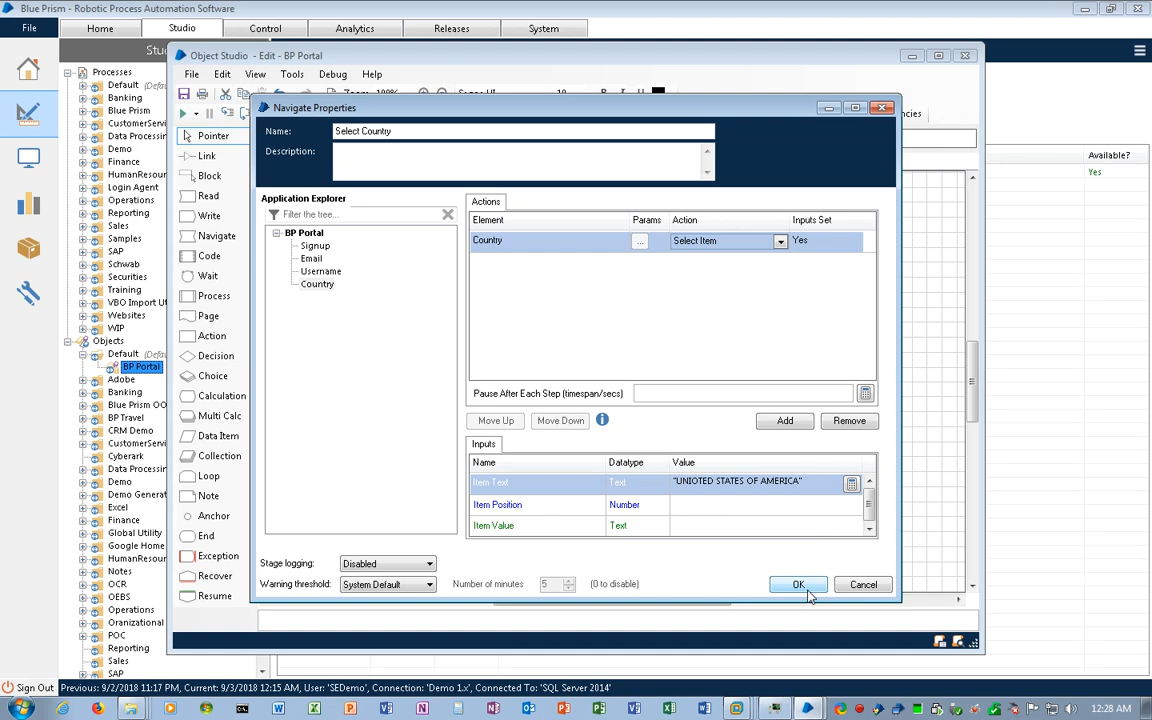 Blue Prism - Robotic Process Automation Software
File Home Studio Control Analytics Releases System
Object Studio - Edit - BP Portal
File Edit View Tools Debug Help
Navigate Properties
Name: Select Country
Description:
Application Explorer
Filter the tree...
BP Portal
Signup
Email
Username
Country
Actions
Element Params Action Inputs Set
Country ... Select Item Yes
Pause After Each Step (timespan/secs)
Move Up Move Down Add Remove
Inputs
Name Datatype Value
Item Text Text "UNIOTED STATES OF AMERICA"
Item Position Number
Item Value Text
Stage logging: Disabled
Warning threshold: System Default Number of minutes 5 (0 to disable)
OK Cancel
Available?
Yes
Pointer
Link
Block
Read
Write
Navigate
Code
Wait
Process
Page
Action
Decision
Choice
Calculation
Multi Calc
Data Item
Collection
Loop
Note
Anchor
End
Exception
Recover
Resume
Processes
Default
Banking
Blue Prism
CustomerServi
Data Processin
Demo
Finance
HumanResour
Login Agent
Operations
Reporting
Sales
Samples
SAP
Schwab
Securities
Training
VBO Import Ut
Websites
WIP
Objects
Default
BP Portal
Adobe
Banking
Blue Prism OO
BP Travel
CRM Demo
CustomerServi
Cyberark
Data Processin
Demo
Demo Generat
Excel
Finance
Global Utility
Google Home
HumanResour
Notes
OCR
OEBS
Operations
Oranizational
POC
Reporting
Sales
SAP
Sign Out Previous: 9/2/2018 11:17 PM, Current: 9/3/2018 12:15 AM, User: 'SEDemo', Connection: 'Demo 1.x', Connected To: 'SQL Server 2014'
12:28 AM